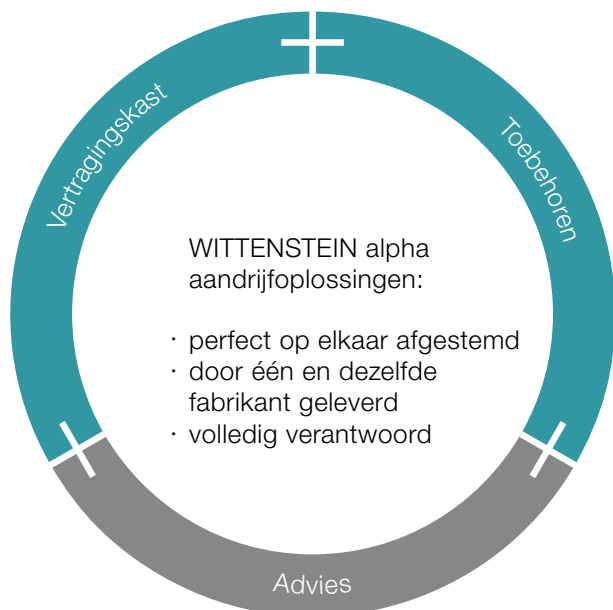 Vertragingskast
Toebehoren
WITTENSTEIN alpha
aandrijfoplossingen:
· perfect op elkaar afgestemd
· door één en dezelfde
fabrikant geleverd
· volledig verantwoord
Advies